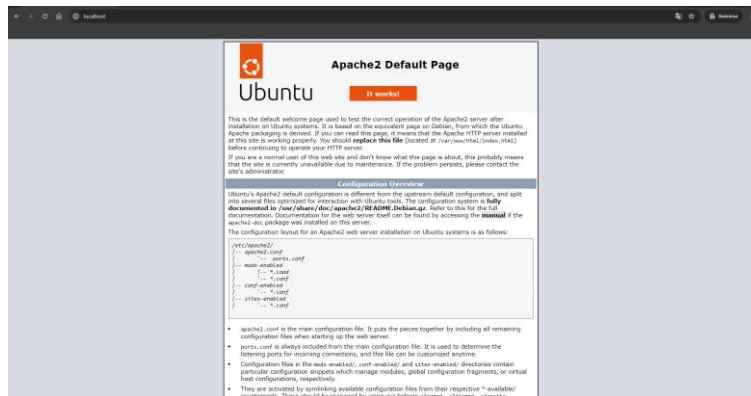 localhost
Anónimo
Apache2 Default Page
Ubuntu
It works!
This is the default welcome page used to test the correct operation of the Apache2 server after
installation on Ubuntu systems. It is based on the equivalent page on Debian, from which the Ubuntu
Apache packaging is derived. If you can read this page, it means that the Apache HTTP server installed
at this site is working properly. You should replace this file (located at /var/www/html/index.html)
before continuing to operate your HTTP server.
If you are a normal user of this web site and don't know what this page is about, this probably means
that the site is currently unavailable due to maintenance. If the problem persists, please contact the
site's administrator.
Configuration Overview
Ubuntu's Apache2 default configuration is different from the upstream default configuration, and split
into several files optimized for interaction with Ubuntu tools. The configuration system is fully
documented in /usr/share/doc/apache2/README.Debian.gz. Refer to this for the full
documentation. Documentation for the web server itself can be found by accessing the manual if the
apache2-doc package was installed on this server.
The configuration layout for an Apache2 web server installation on Ubuntu systems is as follows:
/etc/apache2/
|-- apache2.conf
|       `--  ports.conf
|-- mods-enabled
|       |-- *.load
|       `-- *.conf
|-- conf-enabled
|       `-- *.conf
|-- sites-enabled
|       `-- *.conf
• apache2.conf is the main configuration file. It puts the pieces together by including all remaining
configuration files when starting up the web server.
• ports.conf is always included from the main configuration file. It is used to determine the
listening ports for incoming connections, and this file can be customized anytime.
• Configuration files in the mods-enabled/, conf-enabled/ and sites-enabled/ directories contain
particular configuration snippets which manage modules, global configuration fragments, or virtual
host configurations, respectively.
• They are activated by symlinking available configuration files from their respective *-available/